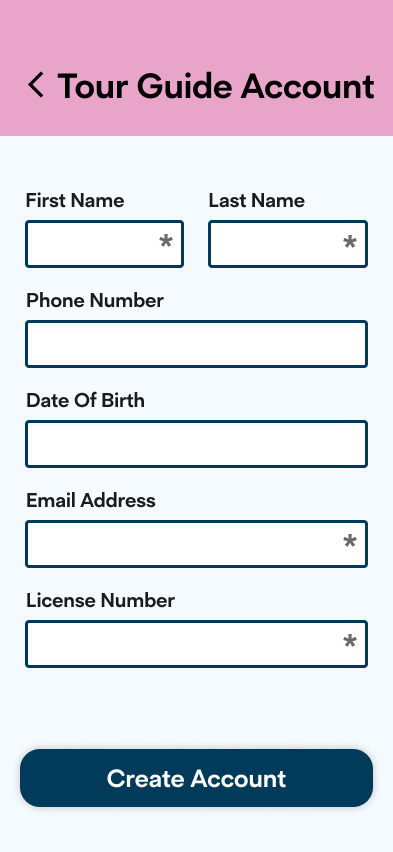 Tour Guide Account
First Name Last Name
* *
Phone Number
Date Of Birth
Email Address
*
License Number
*
Create Account